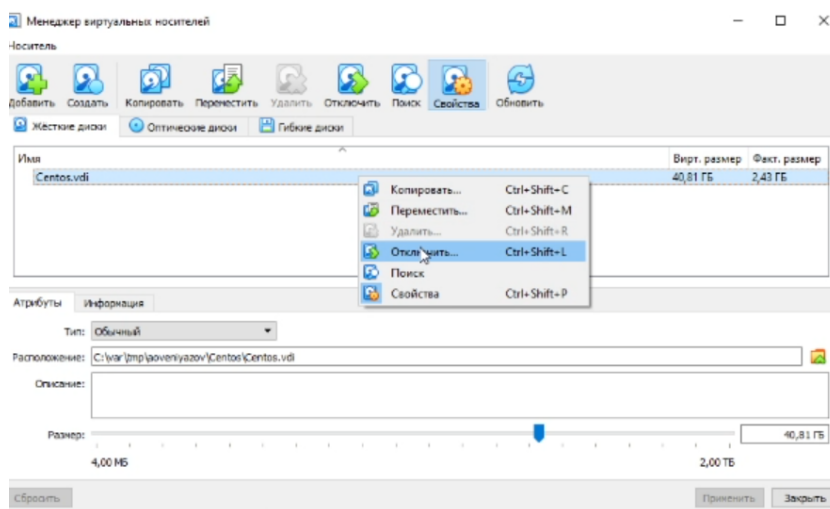 Менеджер виртуальных носителей
Носитель
Добавить Создать Копировать Переместить Удалить Отключить Поиск Свойства Обновить
Жёсткие диски Оптические диски Гибкие диски
Имя Вирт. размер Факт. размер
Centos.vdi 40,81 ГБ 2,43 ГБ
Копировать... Ctrl+Shift+C
Переместить... Ctrl+Shift+M
Удалить... Ctrl+Shift+R
Отключить... Ctrl+Shift+L
Поиск
Свойства Ctrl+Shift+P
Атрибуты Информация
Тип: Обычный
Расположение: C:\var\tmp\aoveniyazov\Centos\Centos.vdi
Описание:
Размер: 40,81 ГБ
4,00 МБ 2,00 ТБ
Сбросить Применить Закрыть